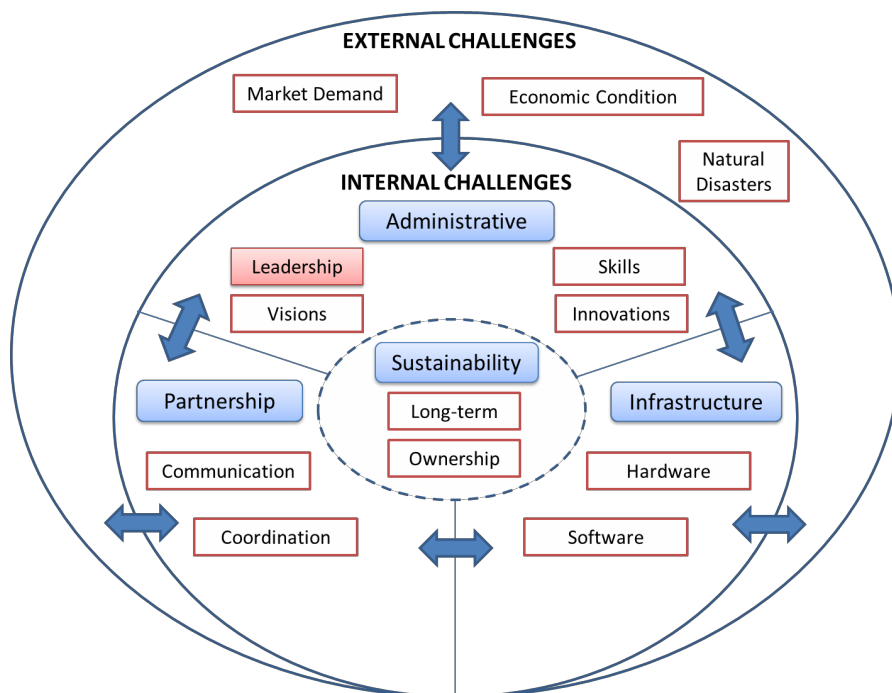 EXTERNAL CHALLENGES
Market Demand
Economic Condition
Natural
Disasters
INTERNAL CHALLENGES
Administrative
Leadership
Skills
Visions
Innovations
Sustainability
Partnership
Infrastructure
Long-term
Ownership
Communication
Hardware
Coordination
Software